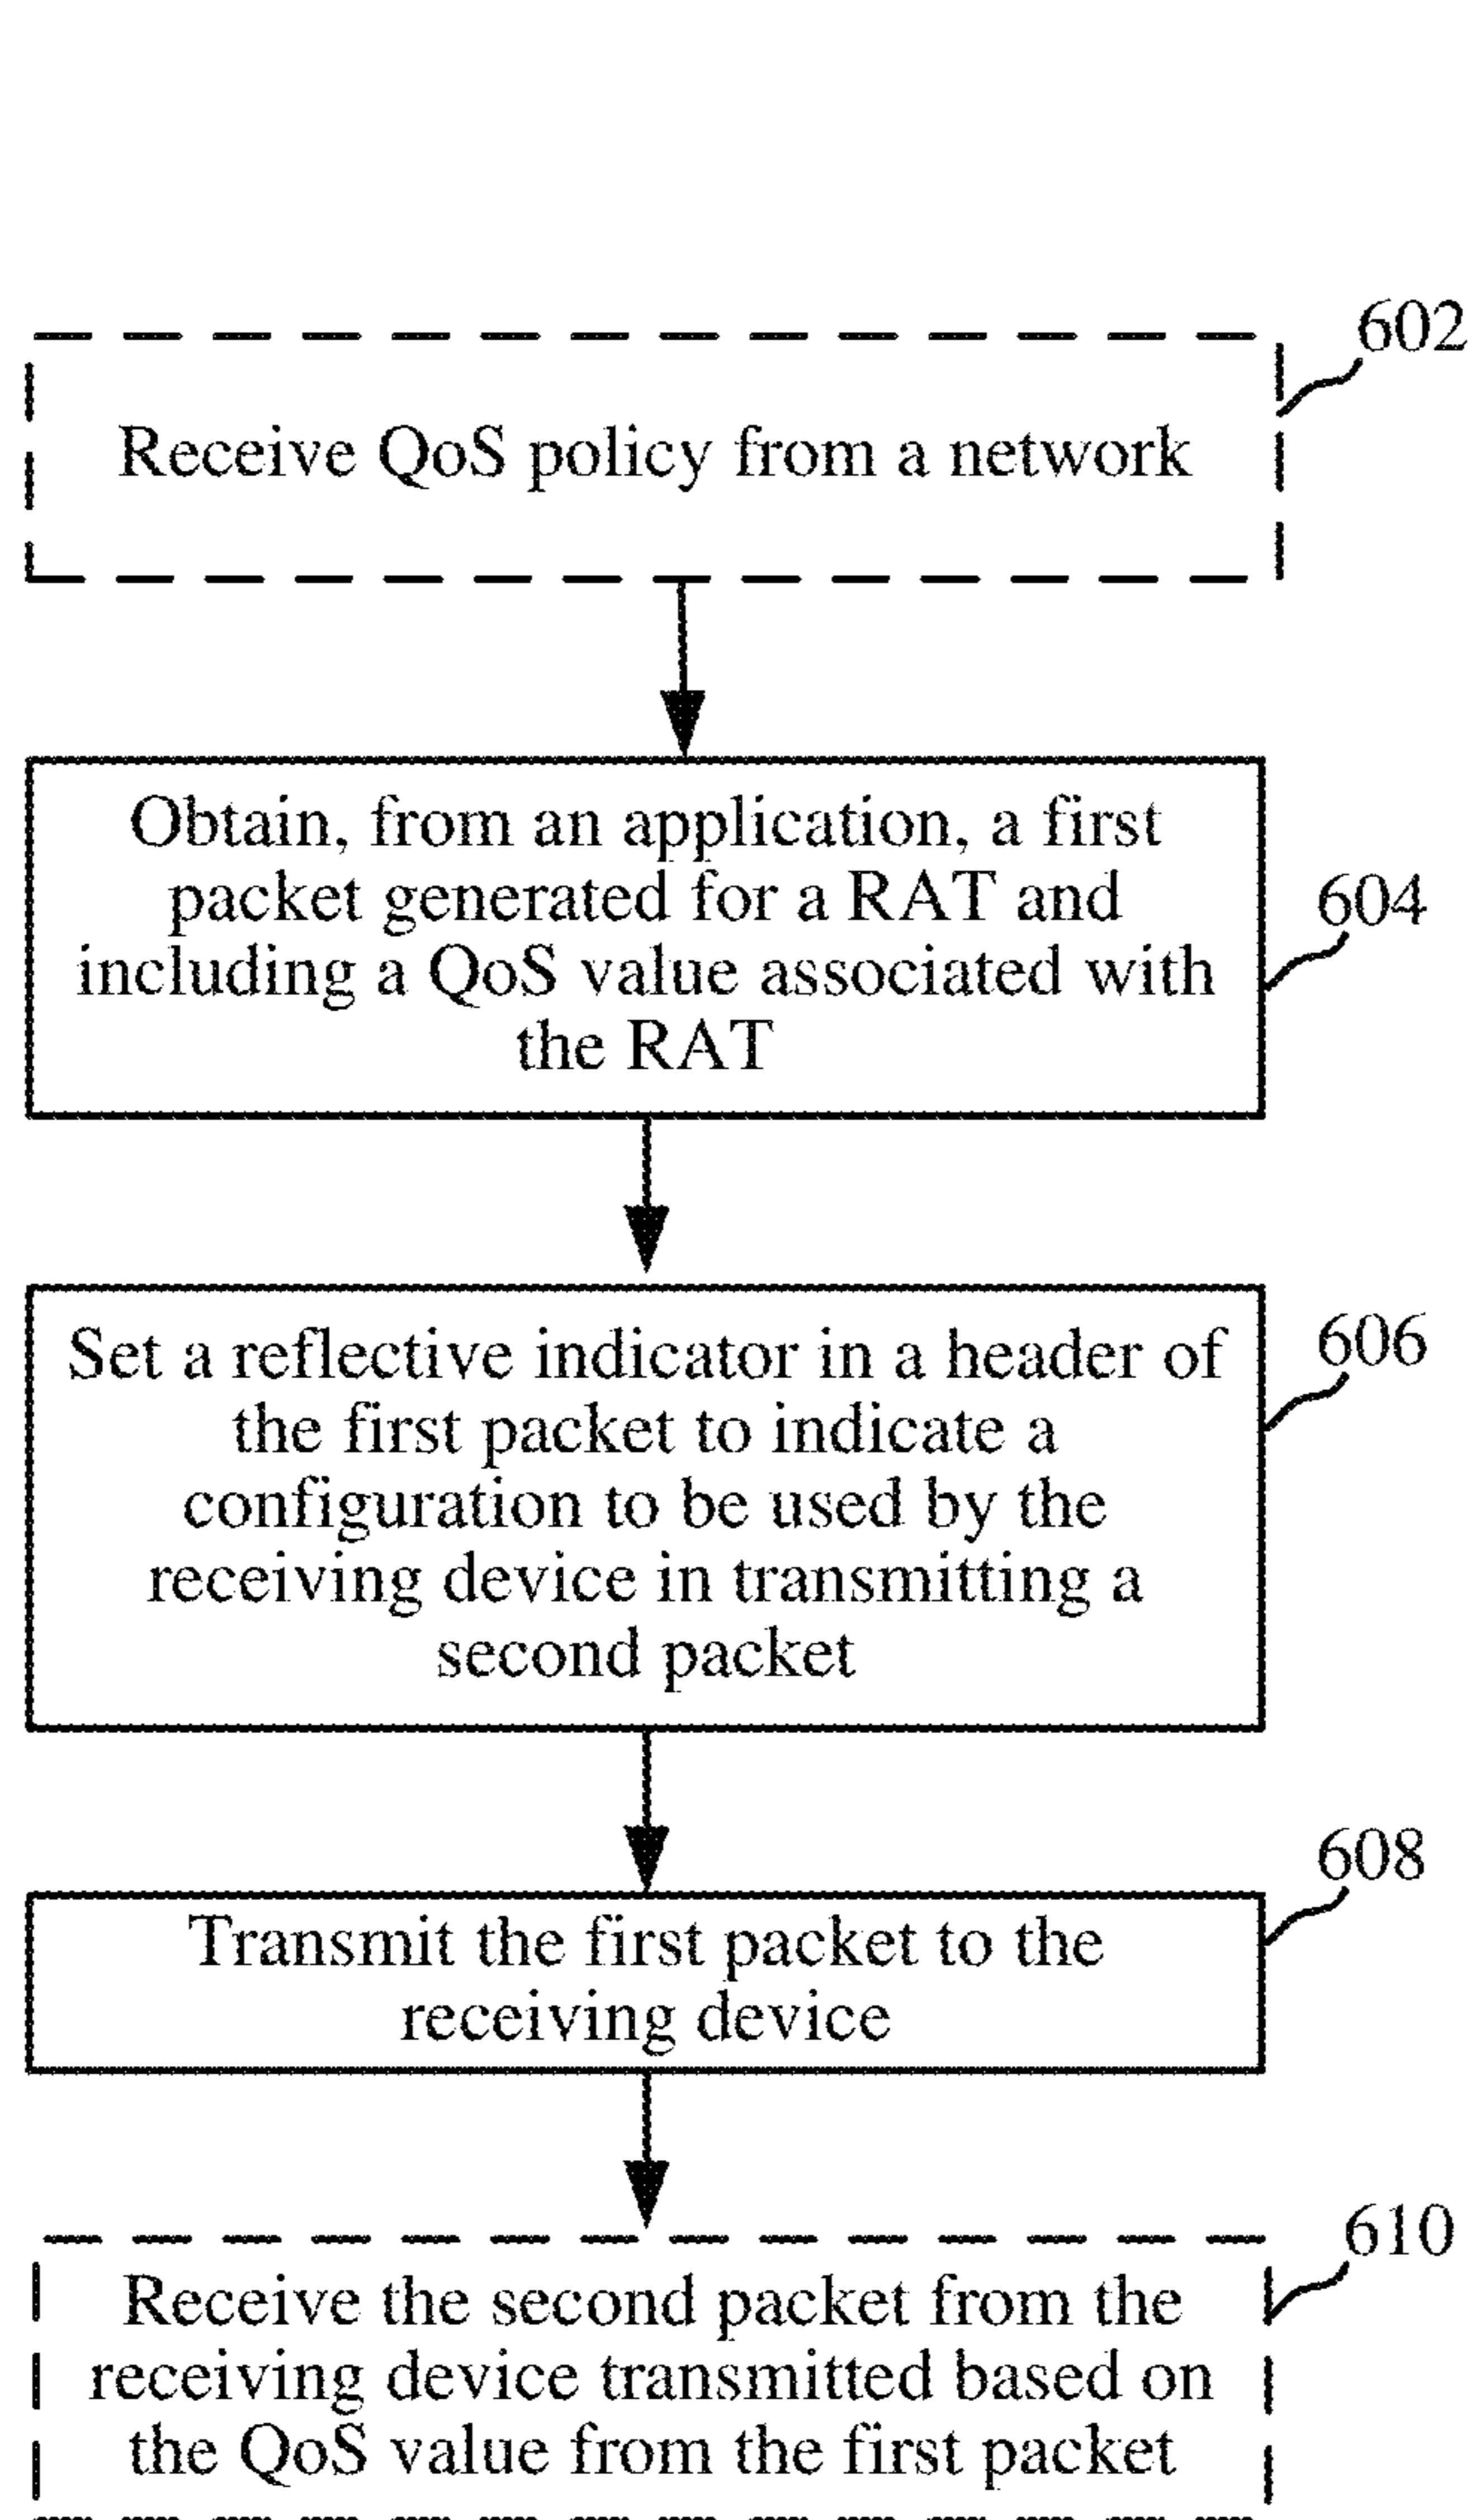 602
Receive QoS policy from a network
Obtain, from an application, a first
packet generated for a RAT and
including a QoS value associated with
the RAT
604
Set a reflective indicator in a header of
the first packet to indicate a
configuration to be used by the
receiving device in transmitting a
second packet
606
608
Transmit the first packet to the
receiving device
610
Receive the second packet from the
receiving device transmitted based on
the QoS value from the first packet